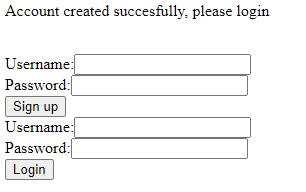 Account created succesfully, please login
Username:
Password:
Sign up
Username:
Password:
Login